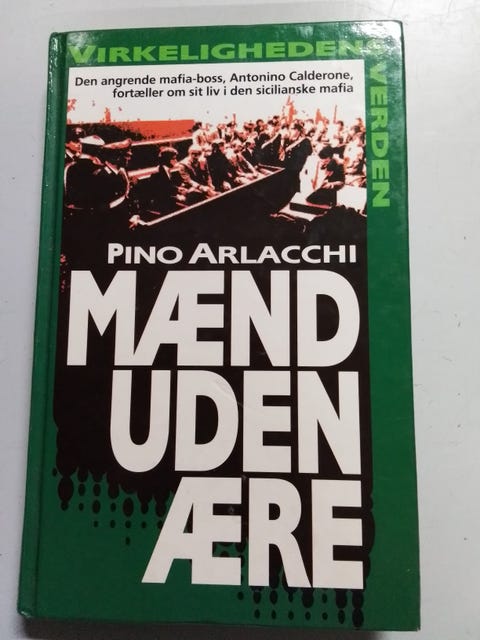 VIRKELIGHEDENS
VERDEN
Den angrende mafia-boss, Antonino Calderone,
fortæller om sit liv i den sicilianske mafia
PINO ARLACCHI
MÆND
UDEN
ÆRE